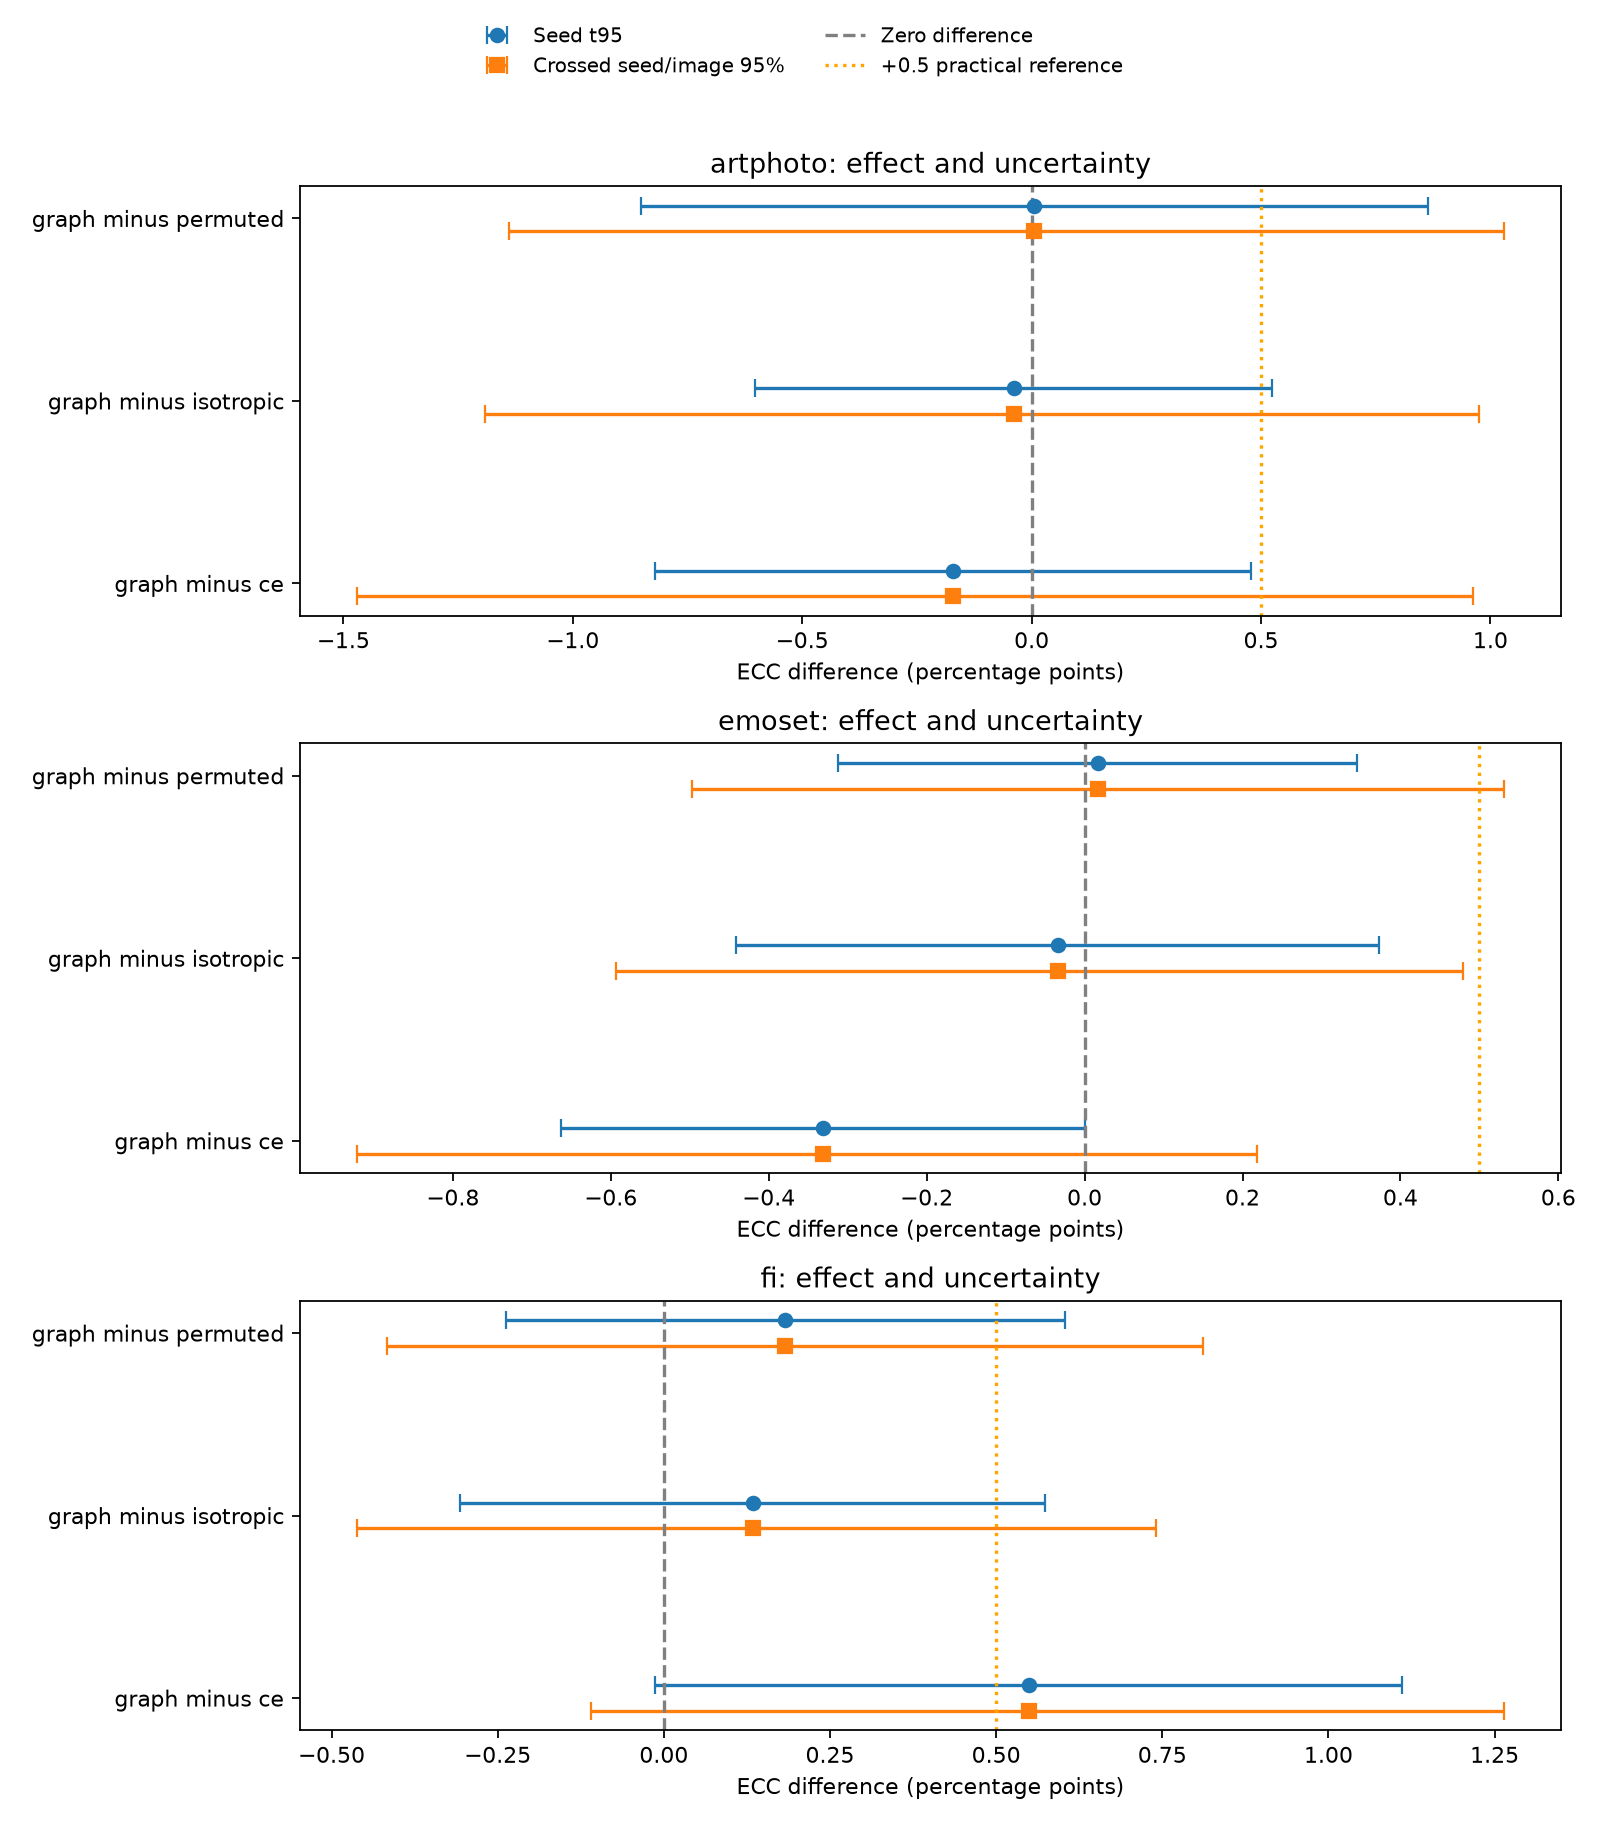 Seed t95
Crossed seed/image 95%
Zero difference
+0.5 practical reference
artphoto: effect and uncertainty
graph minus permuted
graph minus isotropic
graph minus ce
−1.5 −1.0 −0.5 0.0 0.5 1.0
ECC difference (percentage points)
emoset: effect and uncertainty
graph minus permuted
graph minus isotropic
graph minus ce
−0.8 −0.6 −0.4 −0.2 0.0 0.2 0.4 0.6
ECC difference (percentage points)
fi: effect and uncertainty
graph minus permuted
graph minus isotropic
graph minus ce
−0.50 −0.25 0.00 0.25 0.50 0.75 1.00 1.25
ECC difference (percentage points)